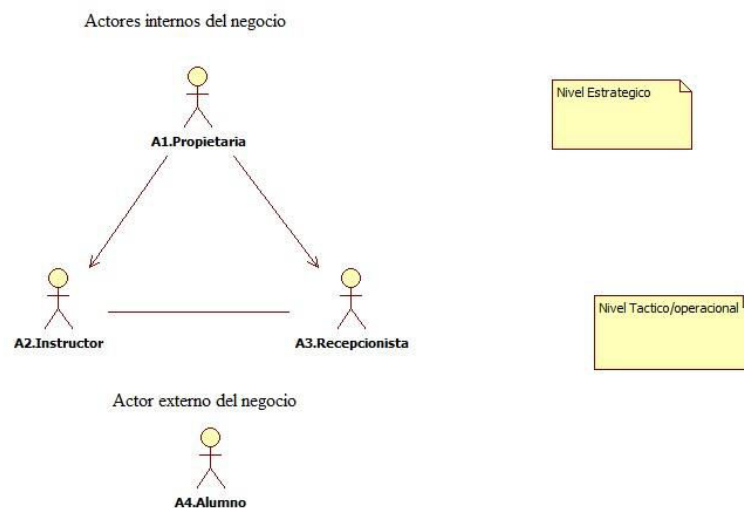 Actores internos del negocio
Nivel Estrategico
A1.Propietaria
Nivel Tactico/operacional
A2.Instructor
A3.Recepcionista
Actor externo del negocio
A4.Alumno